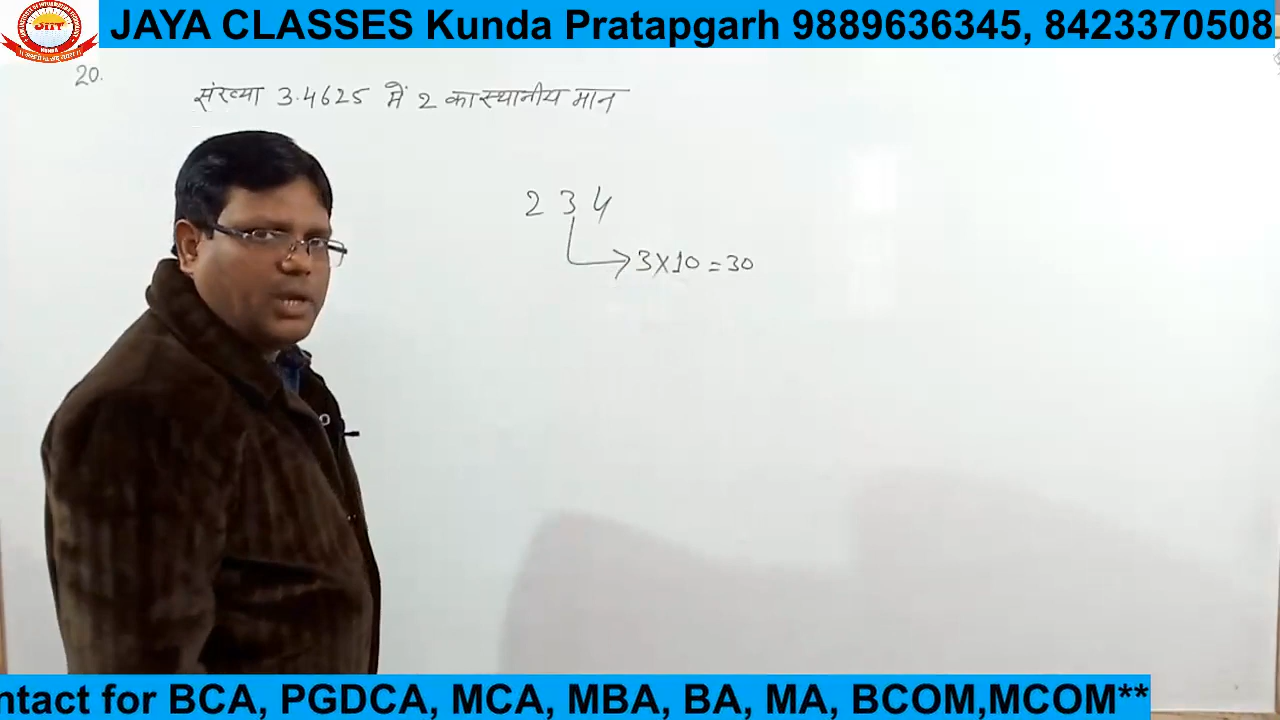 JAYA CLASSES Kunda Pratapgarh 9889636345, 8423370508
20.
संख्या 3.4625 में 2 का स्थानीय मान
2 3 4
3×10=30
ntact for BCA, PGDCA, MCA, MBA, BA, MA, BCOM,MCOM**